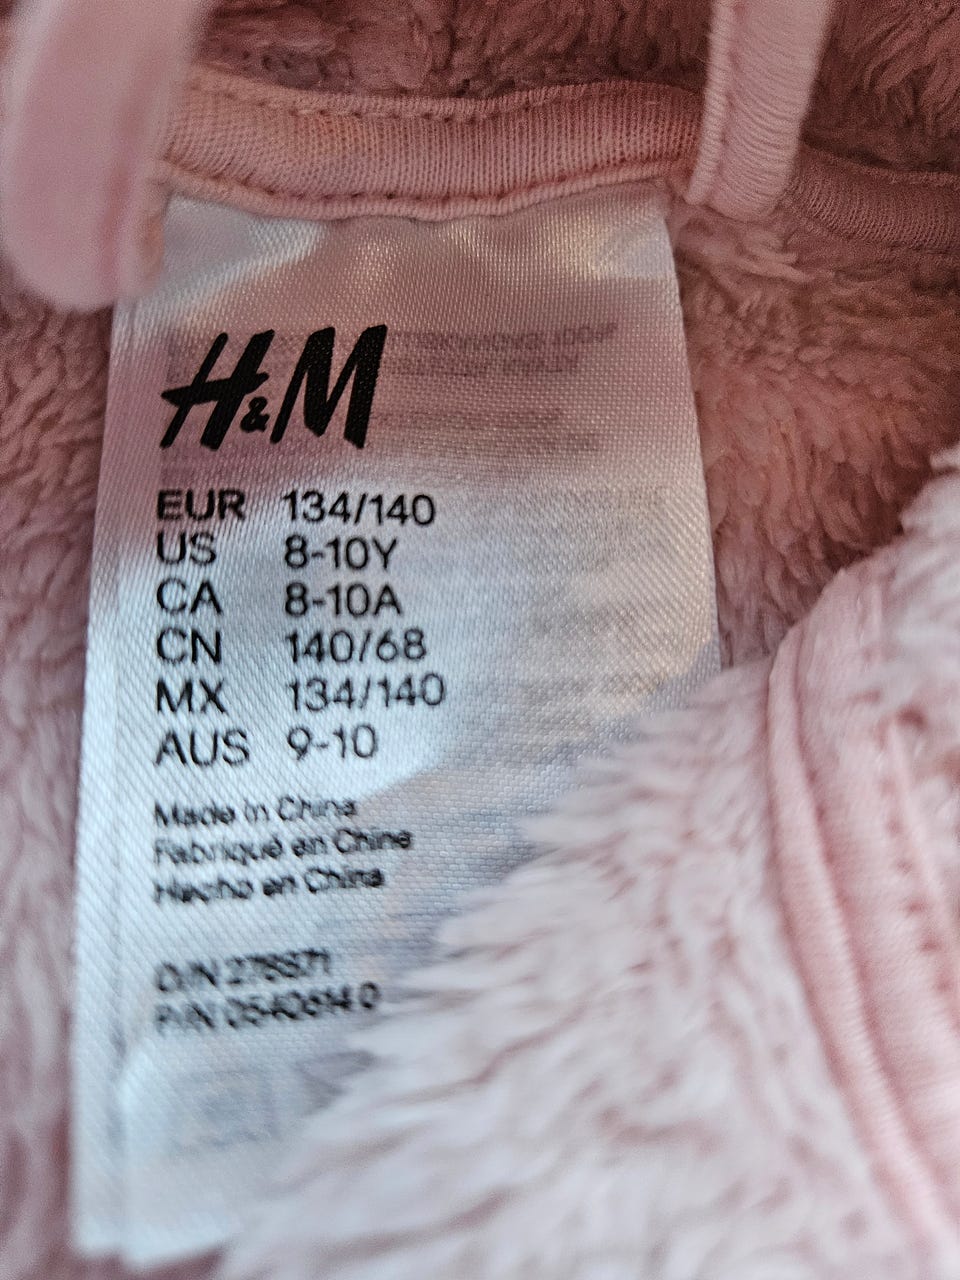 H&M
EUR 134/140
US 8-10Y
CA 8-10A
CN 140/68
MX 134/140
AUS 9-10
Made in China
Fabriqué en Chine
Hecho en China